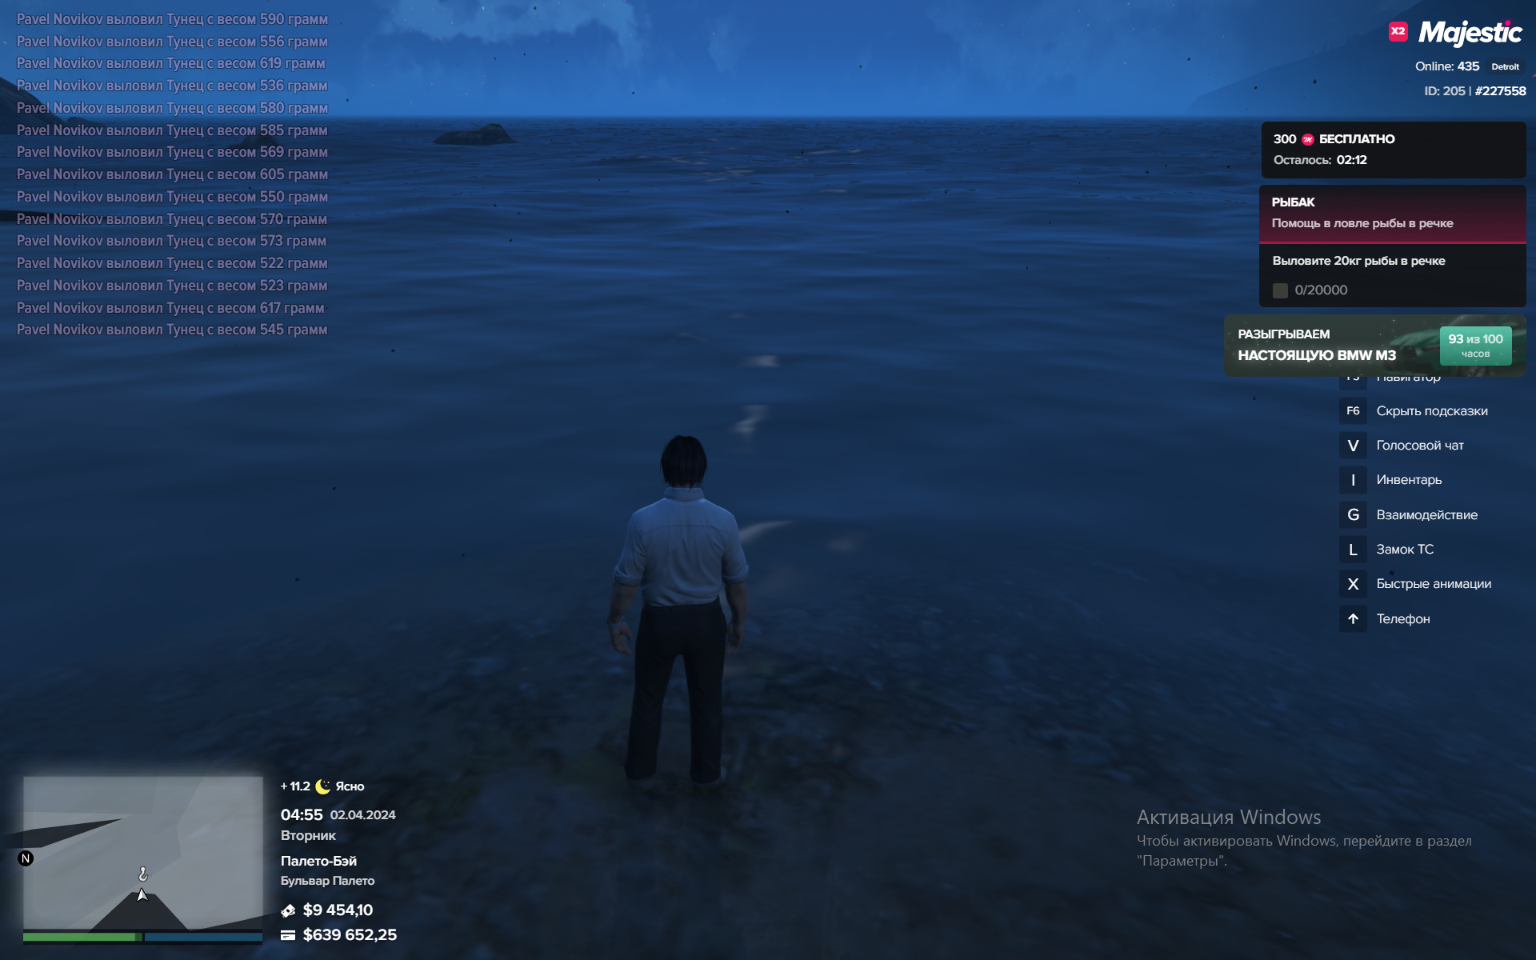 Pavel Novikov выловил Тунец с весом 590 грамм
Pavel Novikov выловил Тунец с весом 556 грамм
Pavel Novikov выловил Тунец с весом 619 грамм
Pavel Novikov выловил Тунец с весом 536 грамм
Pavel Novikov выловил Тунец с весом 580 грамм
Pavel Novikov выловил Тунец с весом 585 грамм
Pavel Novikov выловил Тунец с весом 569 грамм
Pavel Novikov выловил Тунец с весом 605 грамм
Pavel Novikov выловил Тунец с весом 550 грамм
Pavel Novikov выловил Тунец с весом 570 грамм
Pavel Novikov выловил Тунец с весом 573 грамм
Pavel Novikov выловил Тунец с весом 522 грамм
Pavel Novikov выловил Тунец с весом 523 грамм
Pavel Novikov выловил Тунец с весом 617 грамм
Pavel Novikov выловил Тунец с весом 545 грамм
X2 Majestic
Online: 435 Detroit
ID: 205 | #227558
300 БЕСПЛАТНО
Осталось: 02:12
РЫБАК
Помощь в ловле рыбы в речке
Выловите 20кг рыбы в речке
0/20000
РАЗЫГРЫВАЕМ
НАСТОЯЩУЮ BMW M3
93 из 100
часов
Навигатор
F6 Скрыть подсказки
V Голосовой чат
I Инвентарь
G Взаимодействие
L Замок ТС
X Быстрые анимации
Телефон
N
+ 11.2 Ясно
04:55 02.04.2024
Вторник
Палето-Бэй
Бульвар Палето
$9 454,10
$639 652,25
Активация Windows
Чтобы активировать Windows, перейдите в раздел
"Параметры".